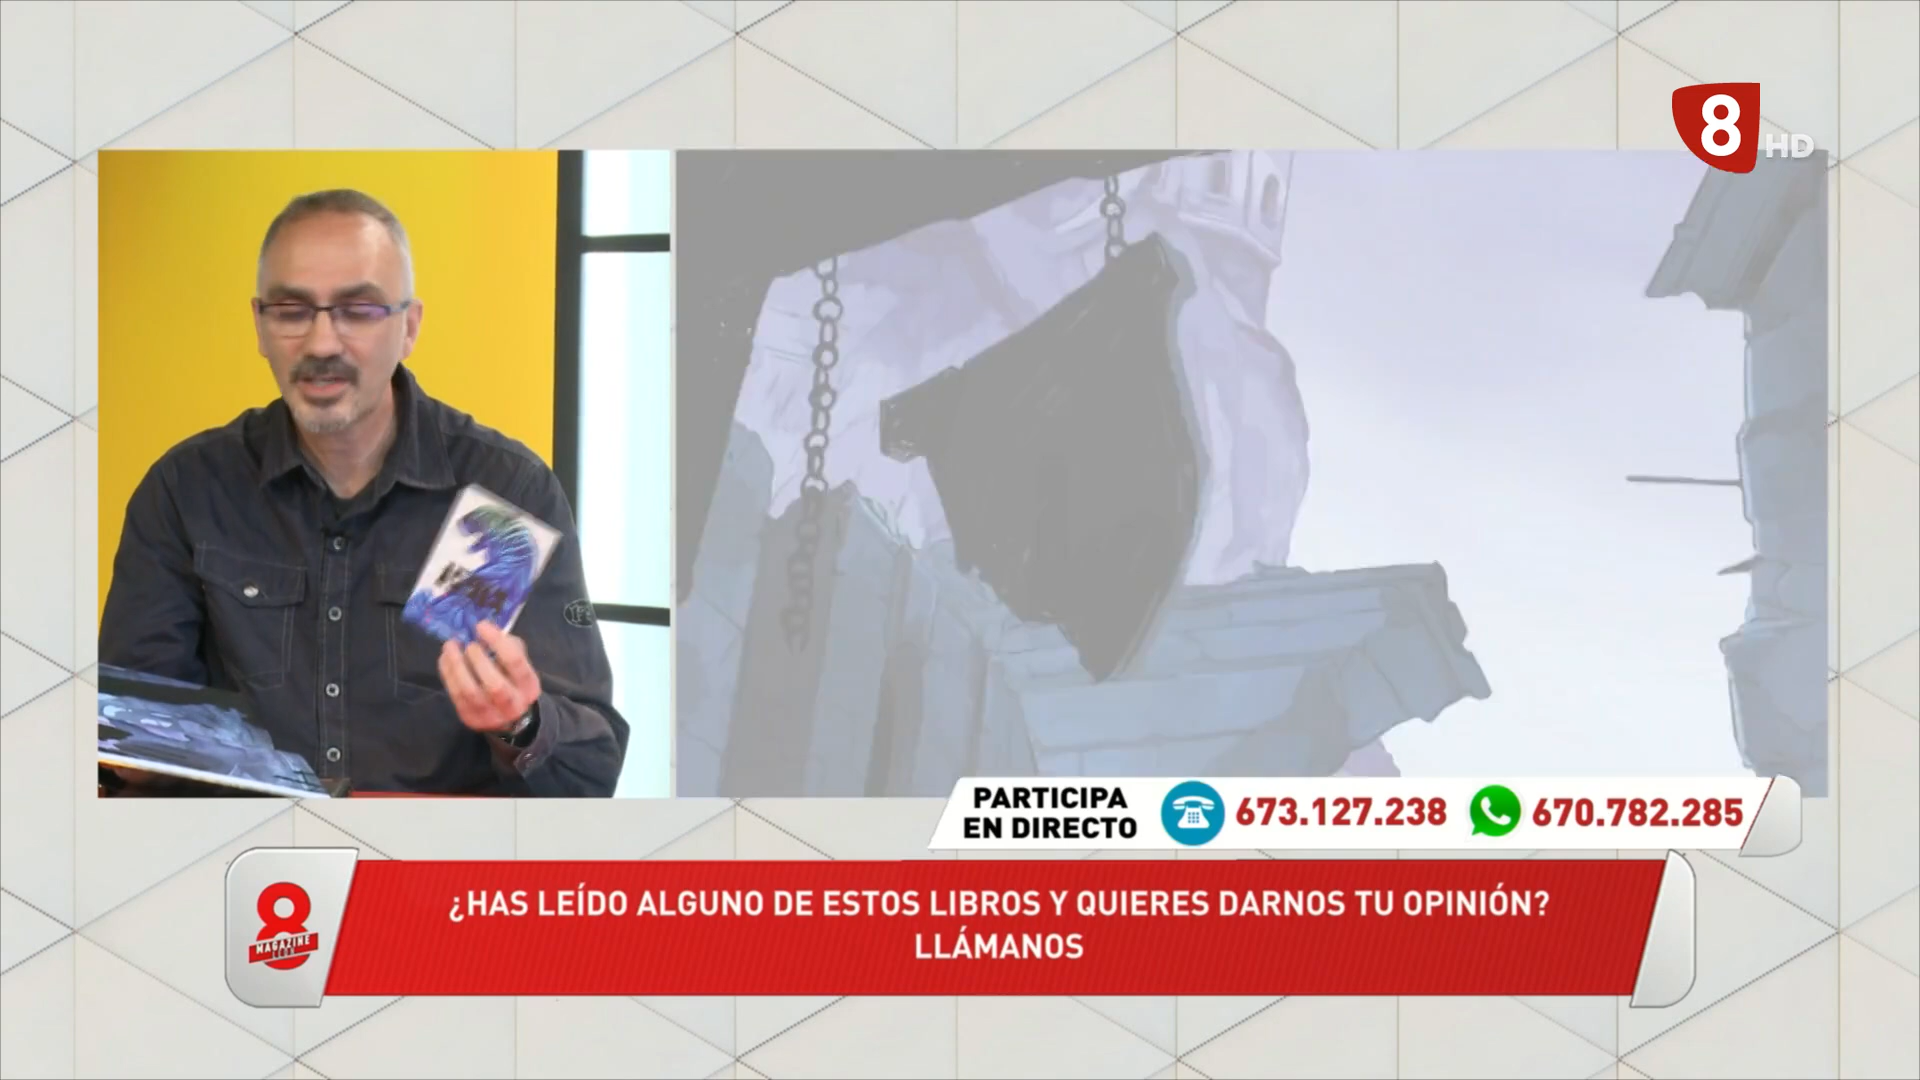 8 HD
PARTICIPA
EN DIRECTO
673.127.238
670.782.285
8
MAGAZINE
¿HAS LEÍDO ALGUNO DE ESTOS LIBROS Y QUIERES DARNOS TU OPINIÓN?
LLÁMANOS